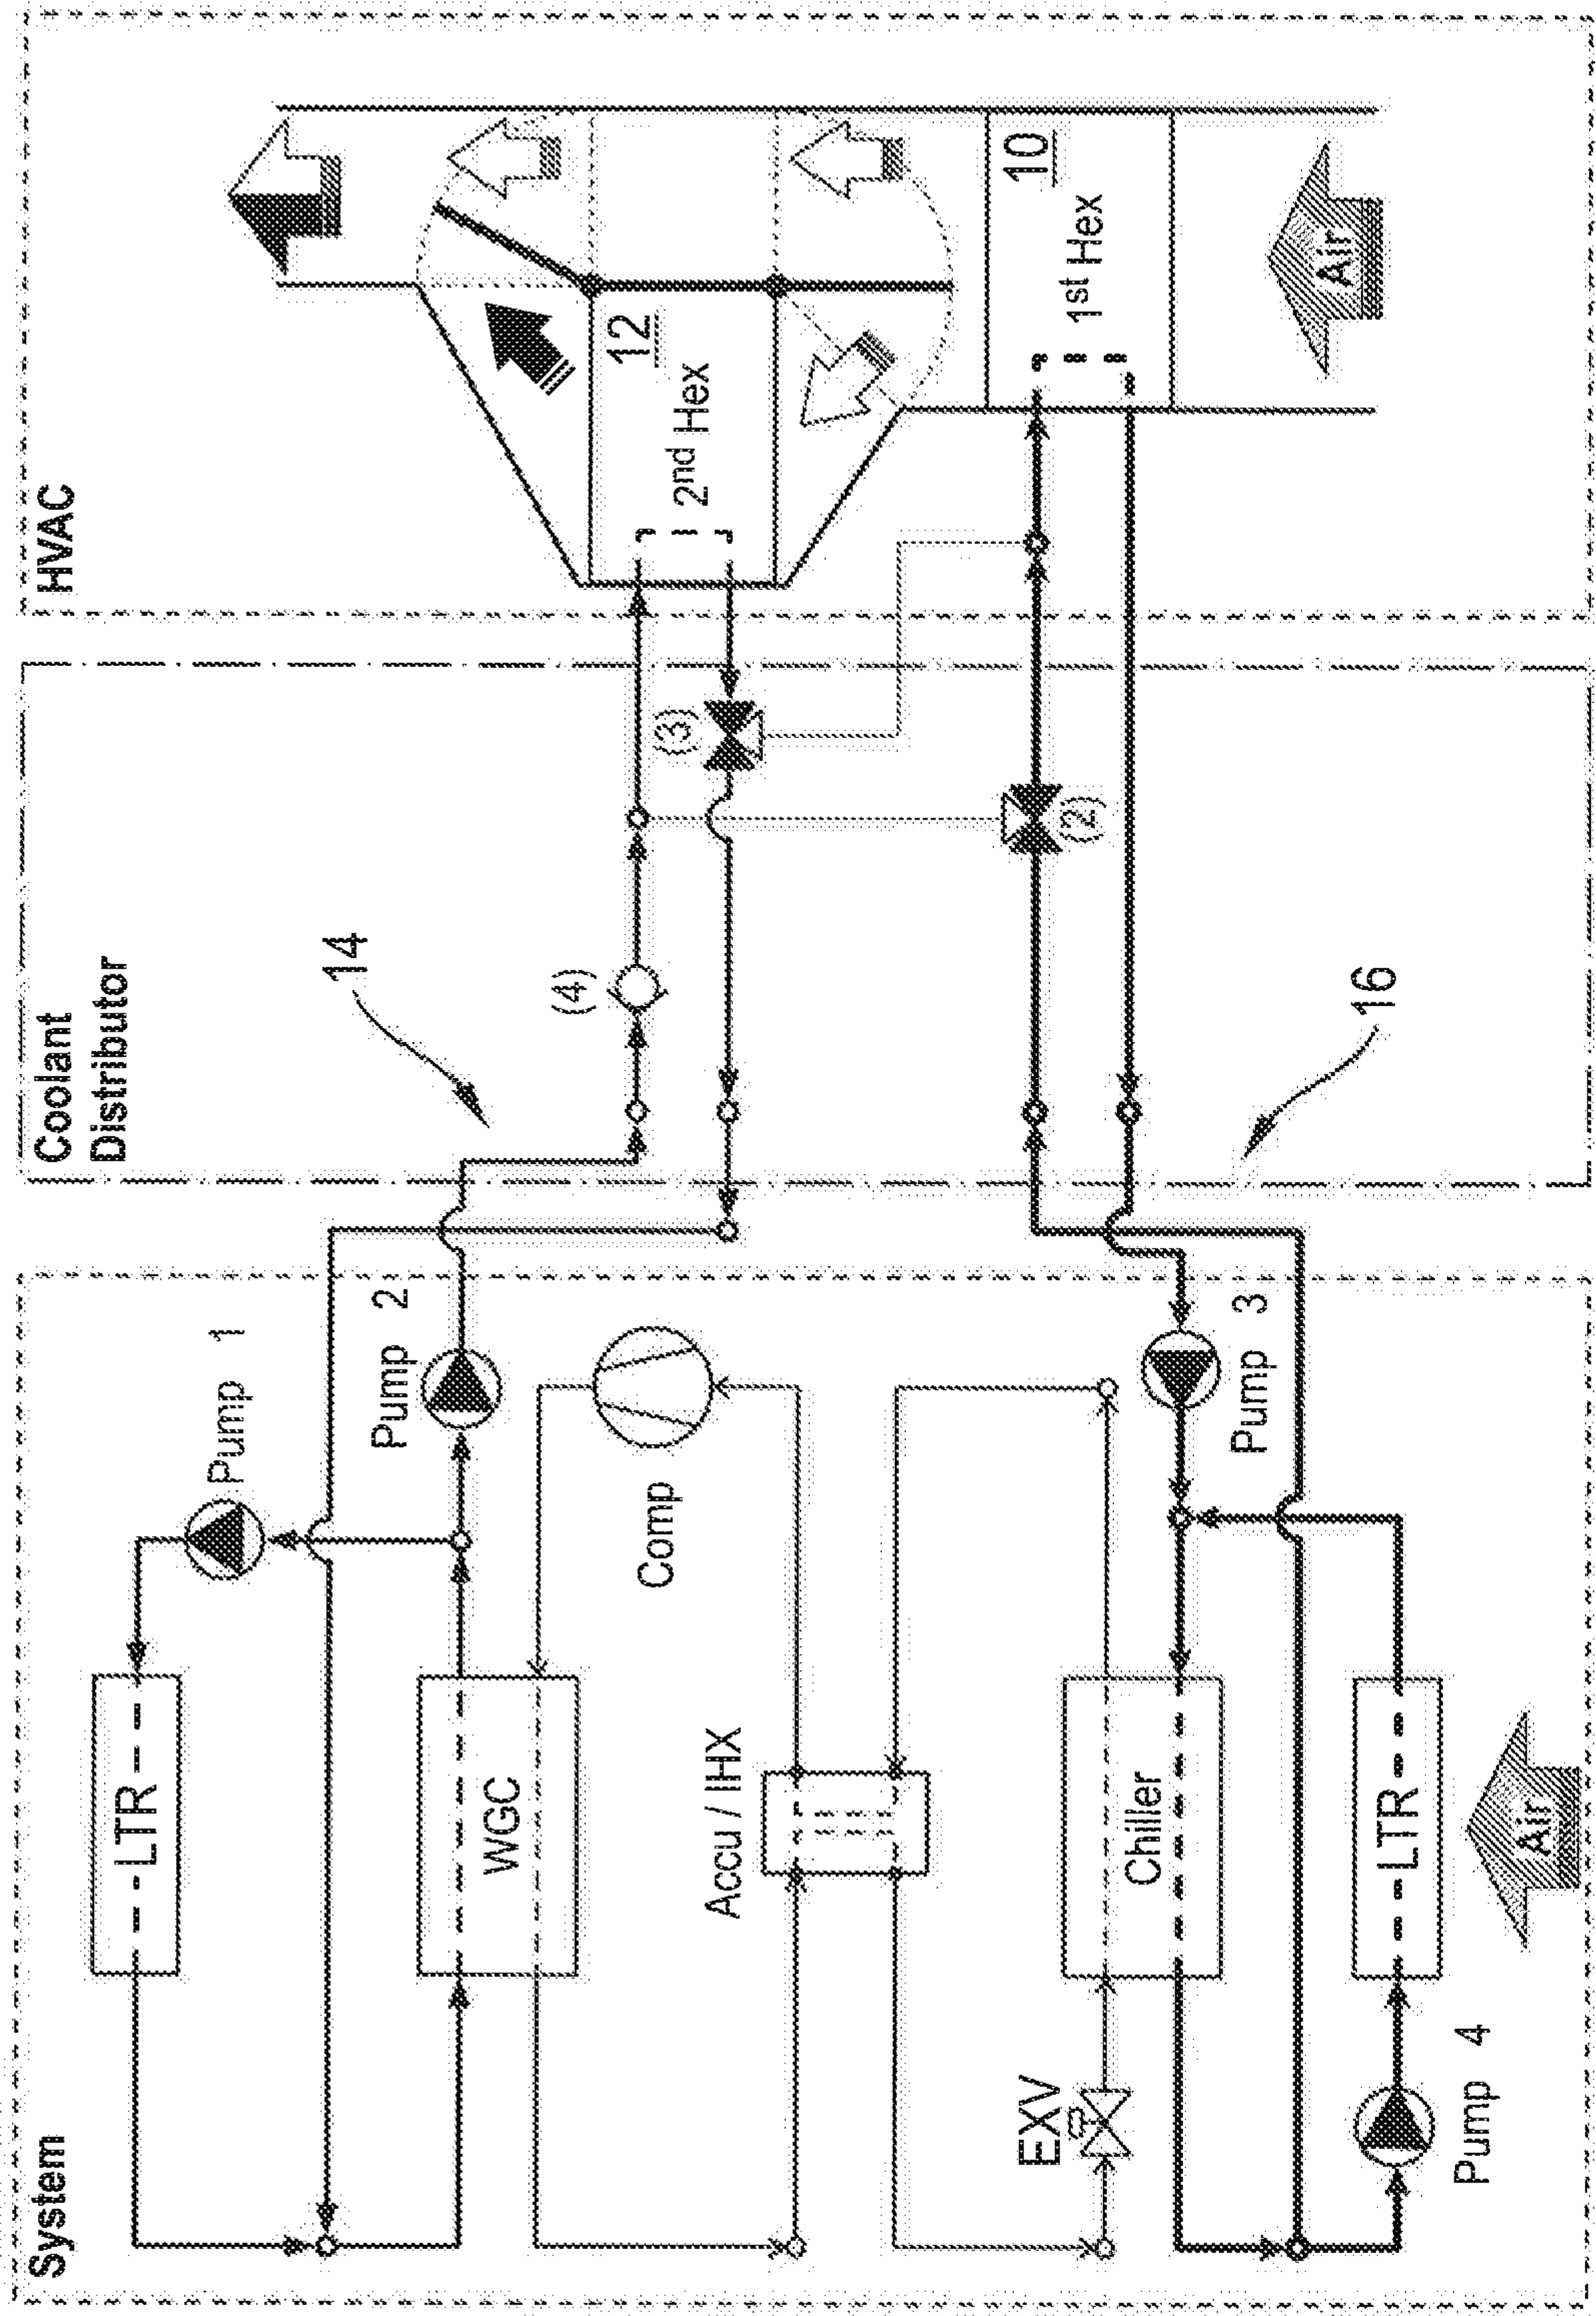 System
LTR
Pump 1
Pump 2
WGC
Comp
Accu / IHX
EXV
Chiller
Pump 3
LTR
Pump 4
Air
Coolant
Distributor
14
(4)
(3)
(2)
16
HVAC
12
2nd Hex
10
1st Hex
Air